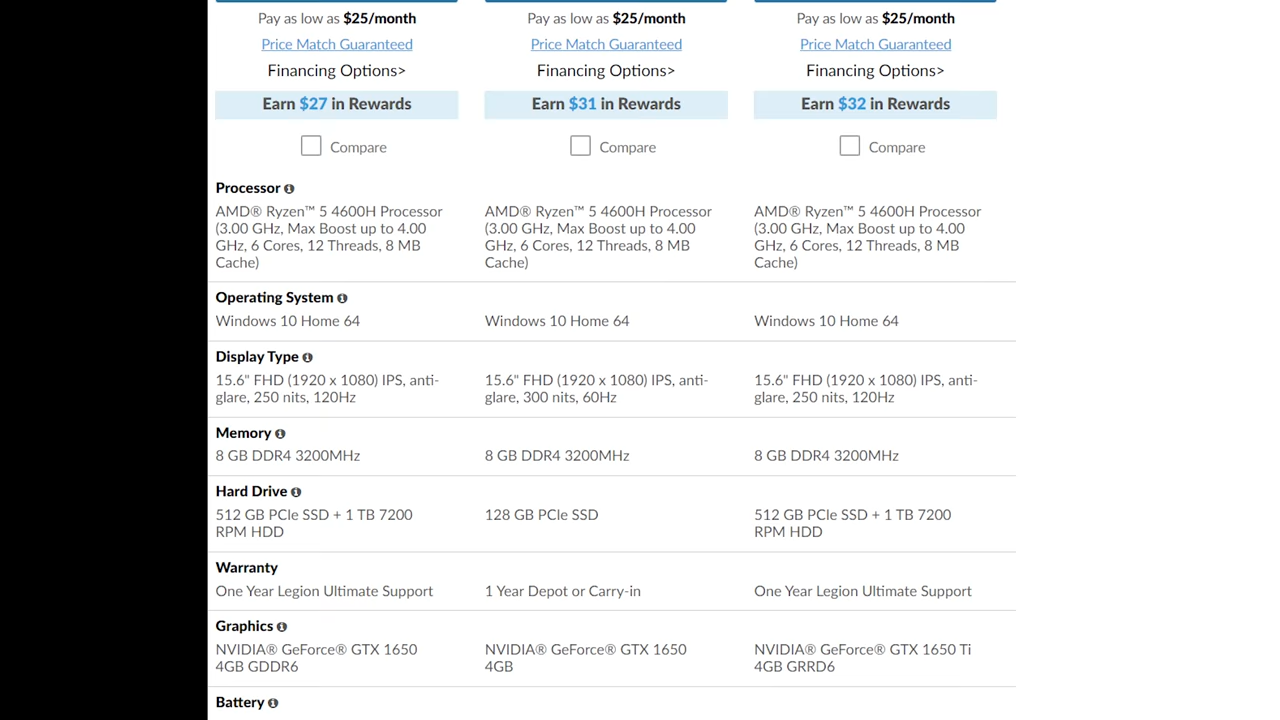 Pay as low as $25/month Pay as low as $25/month Pay as low as $25/month
Price Match Guaranteed Price Match Guaranteed Price Match Guaranteed
Financing Options> Financing Options> Financing Options>
Earn $27 in Rewards Earn $31 in Rewards Earn $32 in Rewards
Compare Compare Compare
Processor
AMD® Ryzen™ 5 4600H Processor AMD® Ryzen™ 5 4600H Processor AMD® Ryzen™ 5 4600H Processor
(3.00 GHz, Max Boost up to 4.00 (3.00 GHz, Max Boost up to 4.00 (3.00 GHz, Max Boost up to 4.00
GHz, 6 Cores, 12 Threads, 8 MB GHz, 6 Cores, 12 Threads, 8 MB GHz, 6 Cores, 12 Threads, 8 MB
Cache) Cache) Cache)
Operating System
Windows 10 Home 64 Windows 10 Home 64 Windows 10 Home 64
Display Type
15.6" FHD (1920 x 1080) IPS, anti- 15.6" FHD (1920 x 1080) IPS, anti- 15.6" FHD (1920 x 1080) IPS, anti-
glare, 250 nits, 120Hz glare, 300 nits, 60Hz glare, 250 nits, 120Hz
Memory
8 GB DDR4 3200MHz 8 GB DDR4 3200MHz 8 GB DDR4 3200MHz
Hard Drive
512 GB PCIe SSD + 1 TB 7200 128 GB PCIe SSD 512 GB PCIe SSD + 1 TB 7200
RPM HDD RPM HDD
Warranty
One Year Legion Ultimate Support 1 Year Depot or Carry-in One Year Legion Ultimate Support
Graphics
NVIDIA® GeForce® GTX 1650 NVIDIA® GeForce® GTX 1650 NVIDIA® GeForce® GTX 1650 Ti
4GB GDDR6 4GB 4GB GRRD6
Battery